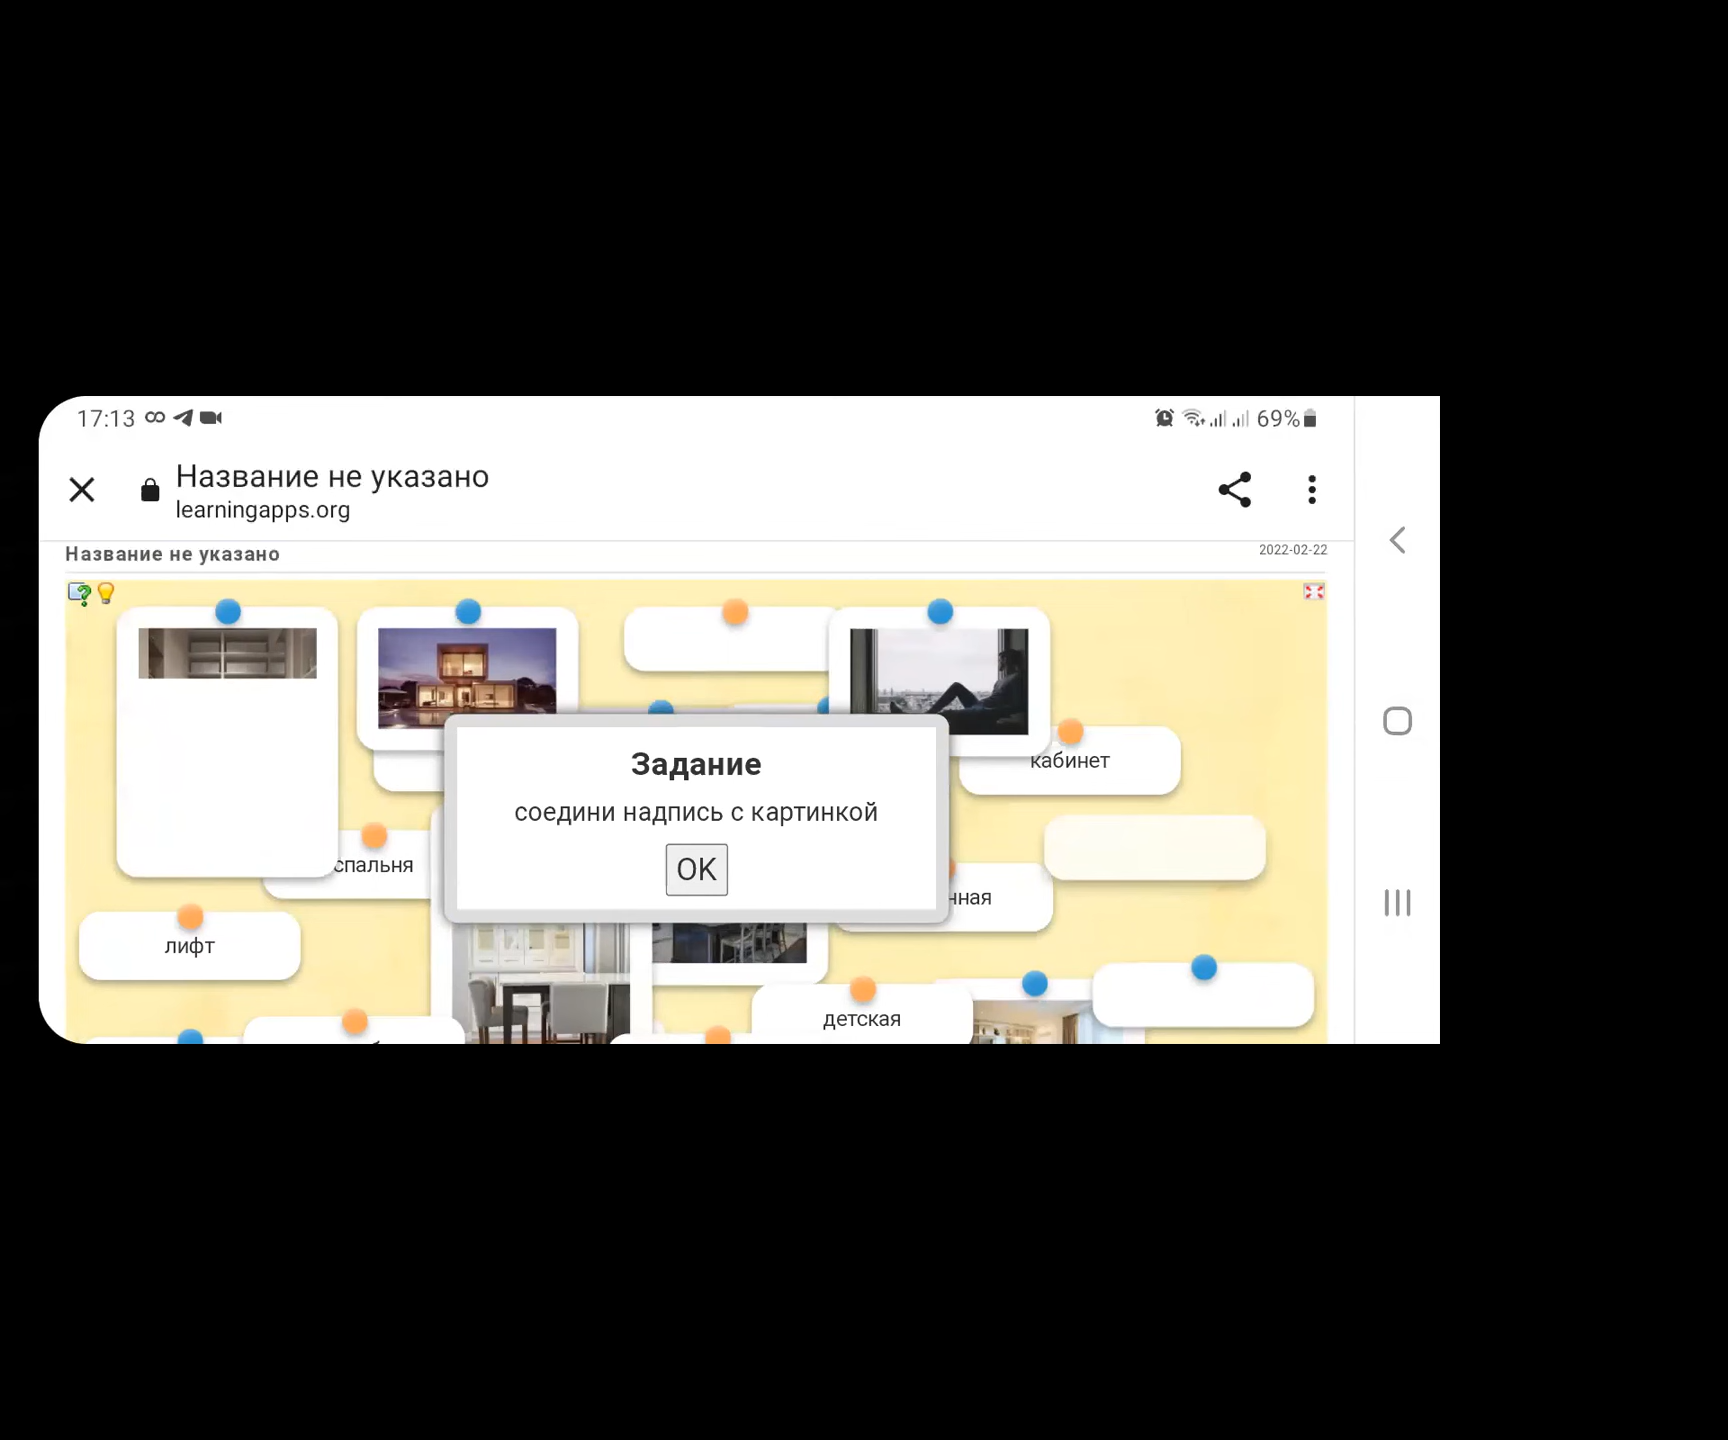 17:13
69%
Название не указано
learningapps.org
Название не указано
2022-02-22
Задание
кабинет
соедини надпись с картинкой
спальня
OK
нная
лифт
детская